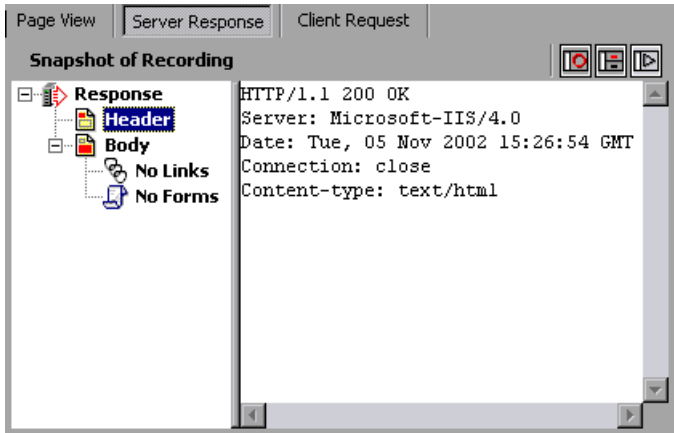 Page View Server Response Client Request
Snapshot of Recording
Response
Header
Body
No Links
No Forms
HTTP/1.1 200 OK
Server: Microsoft-IIS/4.0
Date: Tue, 05 Nov 2002 15:26:54 GMT
Connection: close
Content-type: text/html